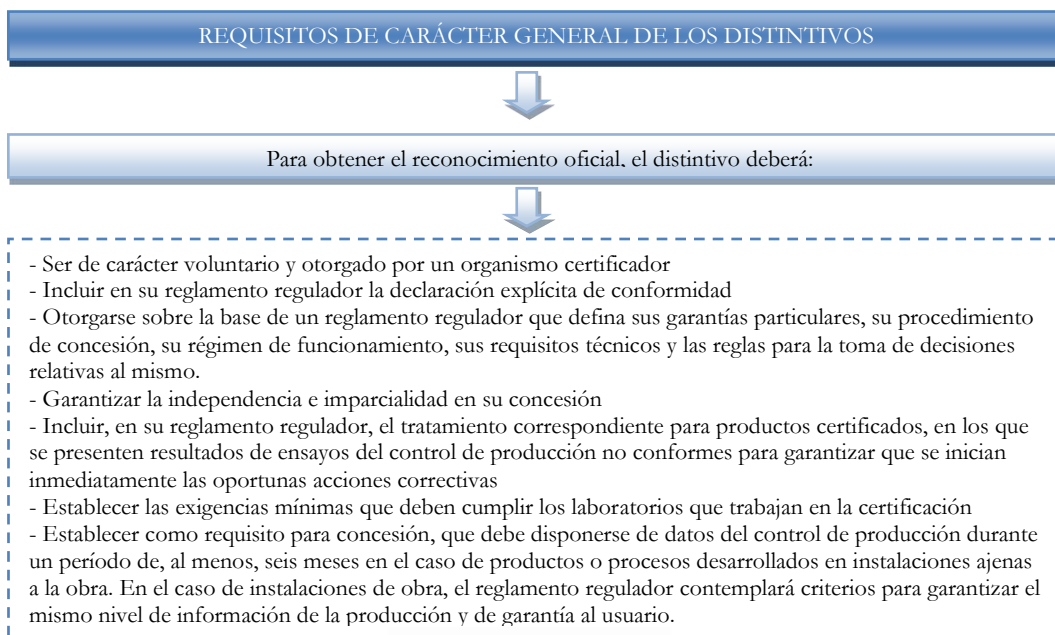 REQUISITOS DE CARÁCTER GENERAL DE LOS DISTINTIVOS
Para obtener el reconocimiento oficial, el distintivo deberá:
- Ser de carácter voluntario y otorgado por un organismo certificador
- Incluir en su reglamento regulador la declaración explícita de conformidad
- Otorgarse sobre la base de un reglamento regulador que defina sus garantías particulares, su procedimiento
de concesión, su régimen de funcionamiento, sus requisitos técnicos y las reglas para la toma de decisiones
relativas al mismo.
- Garantizar la independencia e imparcialidad en su concesión
- Incluir, en su reglamento regulador, el tratamiento correspondiente para productos certificados, en los que
se presenten resultados de ensayos del control de producción no conformes para garantizar que se inician
inmediatamente las oportunas acciones correctivas
- Establecer las exigencias mínimas que deben cumplir los laboratorios que trabajan en la certificación
- Establecer como requisito para concesión, que debe disponerse de datos del control de producción durante
un período de, al menos, seis meses en el caso de productos o procesos desarrollados en instalaciones ajenas
a la obra. En el caso de instalaciones de obra, el reglamento regulador contemplará criterios para garantizar el
mismo nivel de información de la producción y de garantía al usuario.